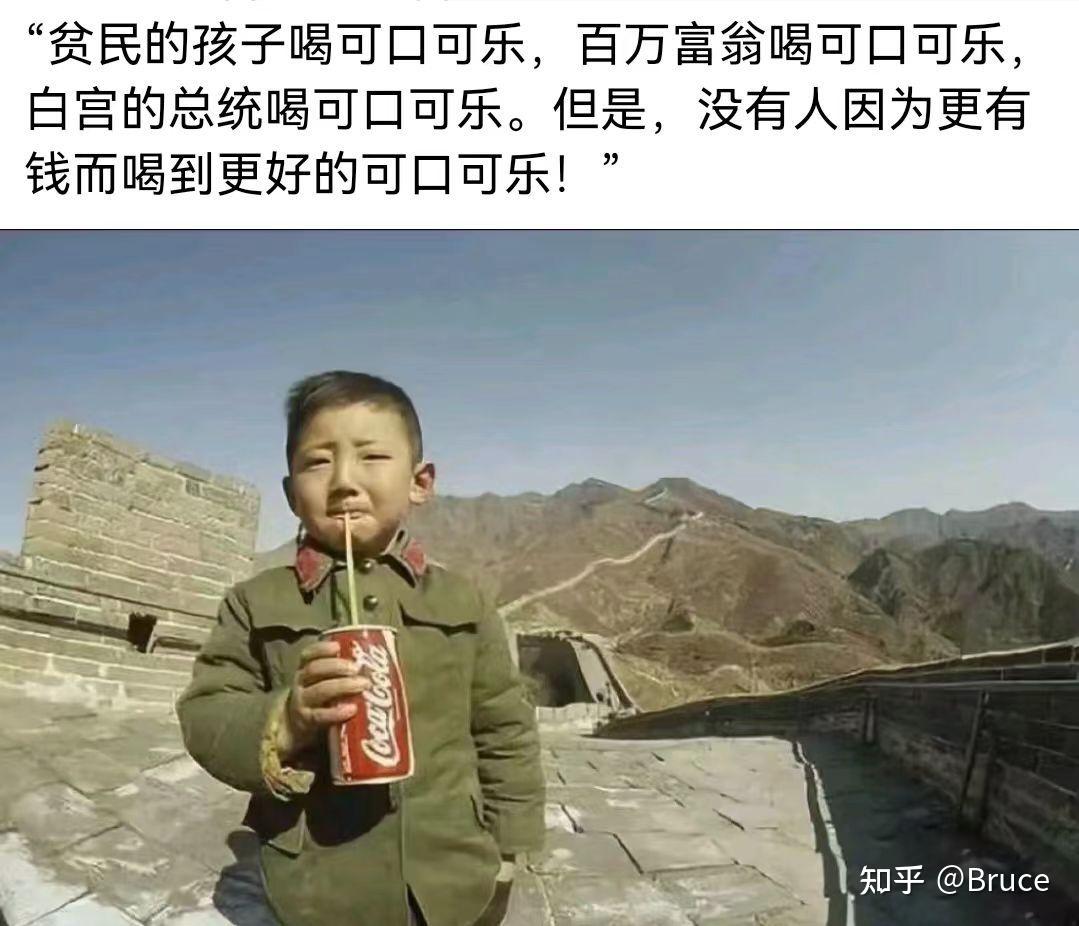 “贫民的孩子喝可口可乐，百万富翁喝可口可乐，
白宫的总统喝可口可乐。但是，没有人因为更有
钱而喝到更好的可口可乐！”
Coca-Cola
知乎 @Bruce